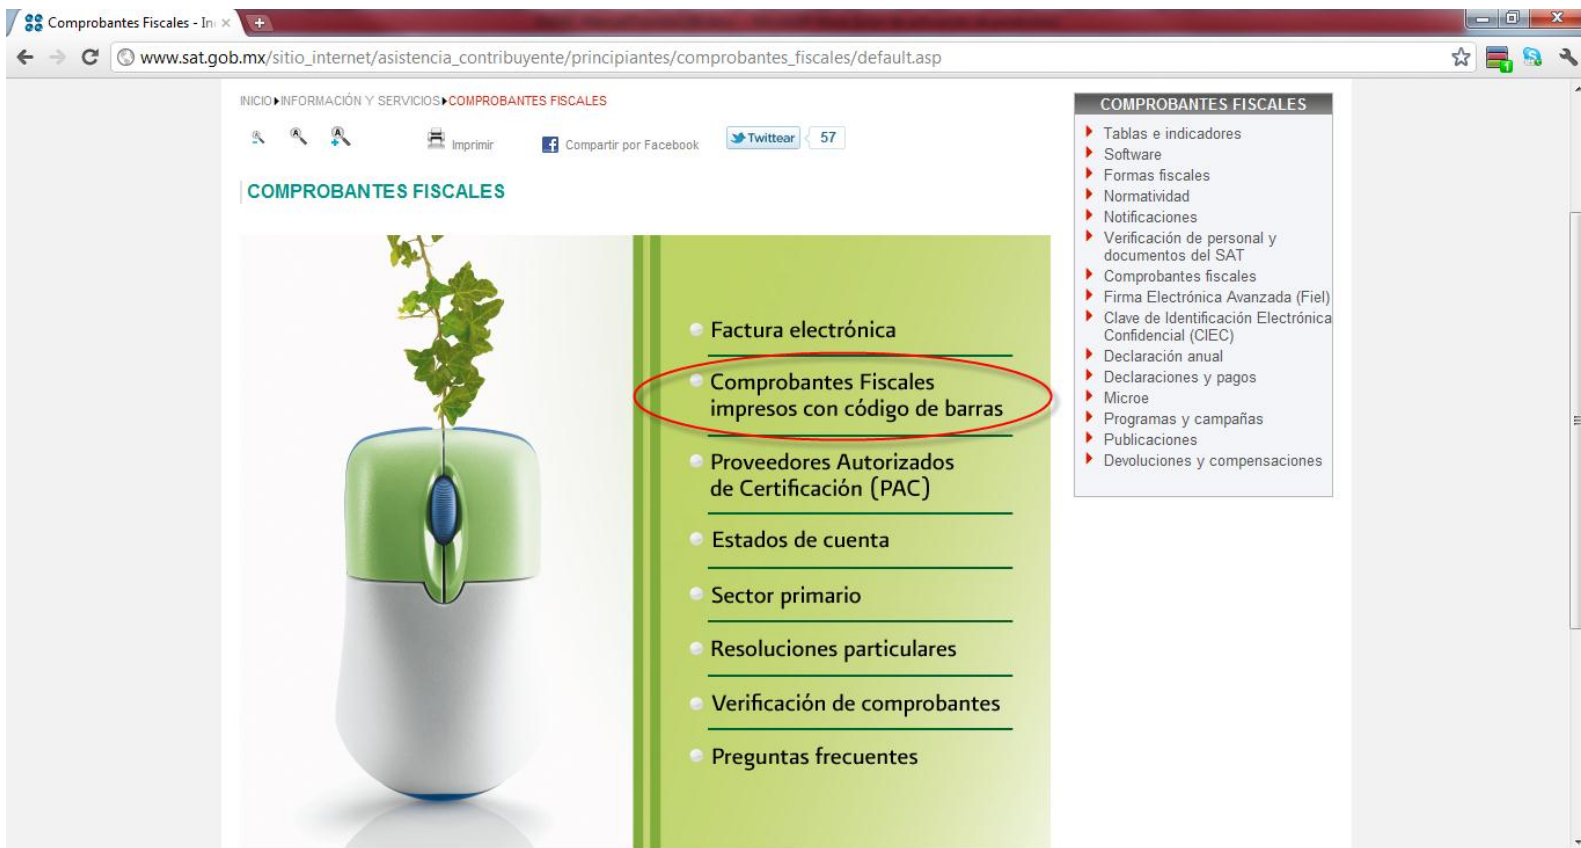 Comprobantes Fiscales - In
www.sat.gob.mx/sitio_internet/asistencia_contribuyente/principiantes/comprobantes_fiscales/default.asp
1
INICIO INFORMACIÓN Y SERVICIOS COMPROBANTES FISCALES
A A A
Imprimir
Compartir por Facebook
Twittear 57
COMPROBANTES FISCALES
Factura electrónica
Comprobantes Fiscales
impresos con código de barras
Proveedores Autorizados
de Certificación (PAC)
Estados de cuenta
Sector primario
Resoluciones particulares
Verificación de comprobantes
Preguntas frecuentes
COMPROBANTES FISCALES
Tablas e indicadores
Software
Formas fiscales
Normatividad
Notificaciones
Verificación de personal y
documentos del SAT
Comprobantes fiscales
Firma Electrónica Avanzada (Fiel)
Clave de Identificación Electrónica
Confidencial (CIEC)
Declaración anual
Declaraciones y pagos
Microe
Programas y campañas
Publicaciones
Devoluciones y compensaciones